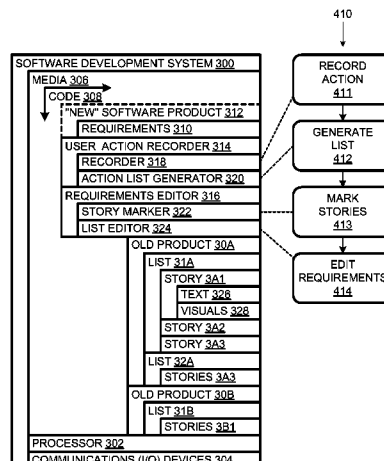 410
SOFTWARE DEVELOPMENT SYSTEM 300
MEDIA 306
CODE 308
"NEW" SOFTWARE PRODUCT 312
REQUIREMENTS 310
USER ACTION RECORDER 314
RECORDER 318
ACTION LIST GENERATOR 320
REQUIREMENTS EDITOR 316
STORY MARKER 322
LIST EDITOR 324
OLD PRODUCT 30A
LIST 31A
STORY 3A1
TEXT 326
VISUALS 328
STORY 3A2
STORY 3A3
LIST 32A
STORIES 3A3
OLD PRODUCT 30B
LIST 31B
STORIES 3B1
PROCESSOR 302
COMMUNICATIONS (I/O) DEVICES 304
RECORD
ACTION
411
GENERATE
LIST
412
MARK
STORIES
413
EDIT
REQUIREMENTS
414